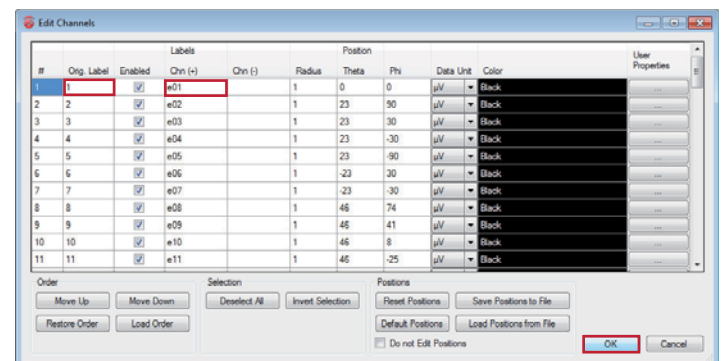 Edit Channels
Labels Position User Properties
# Orig. Label Enabled Chn (+) Chn (-) Radius Theta Phi Data Unit Color
1 1 e01 1 0 0 µV Black ...
2 2 e02 1 23 90 µV Black ...
3 3 e03 1 23 30 µV Black ...
4 4 e04 1 23 -30 µV Black ...
5 5 e05 1 23 -90 µV Black ...
6 6 e06 1 -23 30 µV Black ...
7 7 e07 1 -23 -30 µV Black ...
8 8 e08 1 46 74 µV Black ...
9 9 e09 1 46 41 µV Black ...
10 10 e10 1 46 8 µV Black ...
11 11 e11 1 46 -25 µV Black ...
Order Selection Positions
Move Up Move Down Deselect All Invert Selection Reset Positions Save Positions to File
Restore Order Load Order Default Positions Load Positions from File
Do not Edit Positions OK Cancel